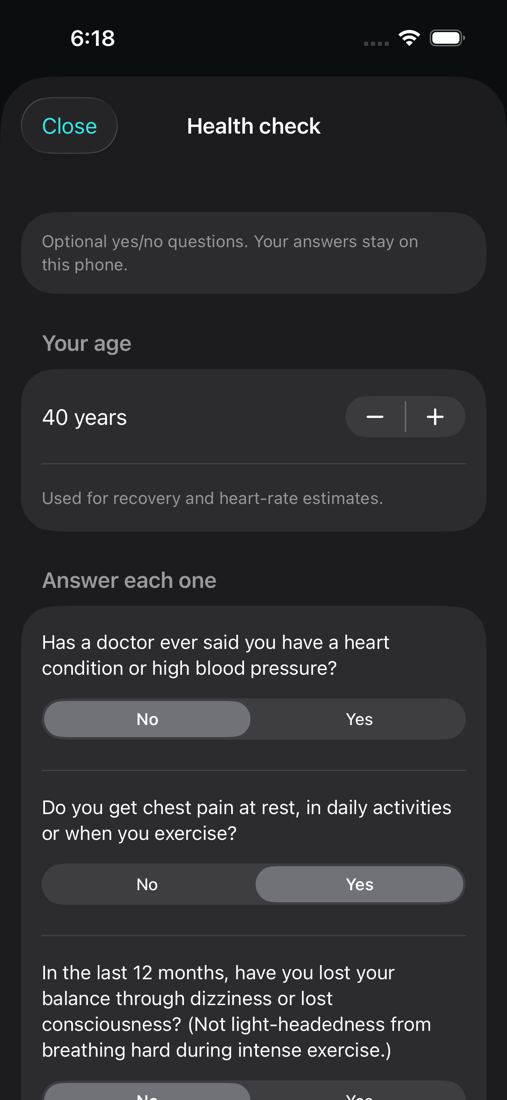 6:18
Close
Health check
Optional yes/no questions. Your answers stay on
this phone.
Your age
40 years
− +
Used for recovery and heart-rate estimates.
Answer each one
Has a doctor ever said you have a heart
condition or high blood pressure?
No Yes
Do you get chest pain at rest, in daily activities
or when you exercise?
No Yes
In the last 12 months, have you lost your
balance through dizziness or lost
consciousness? (Not light-headedness from
breathing hard during intense exercise.)
No Yes